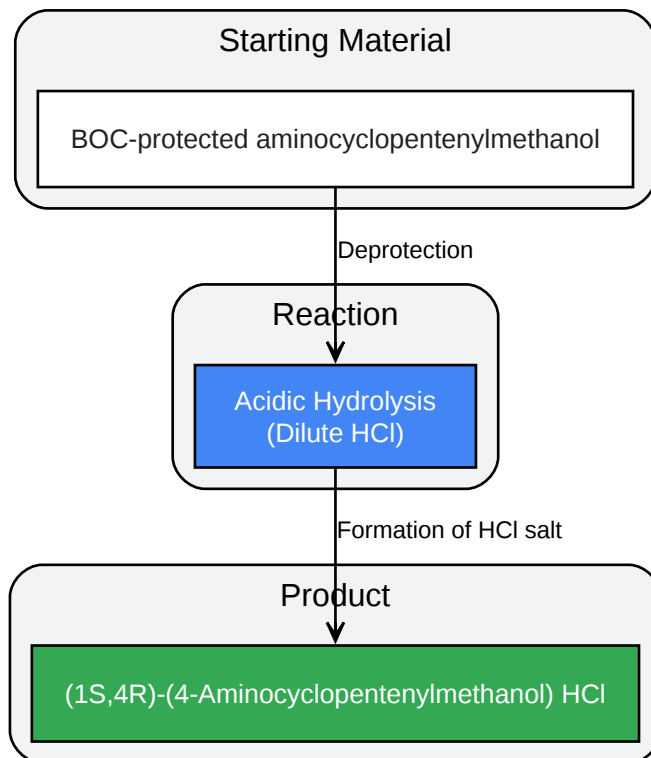 Starting Material
BOC-protected aminocyclopentenylmethanol
Deprotection
Reaction
Acidic Hydrolysis
(Dilute HCl)
Formation of HCl salt
Product
(1S,4R)-(4-Aminocyclopentenylmethanol) HCl